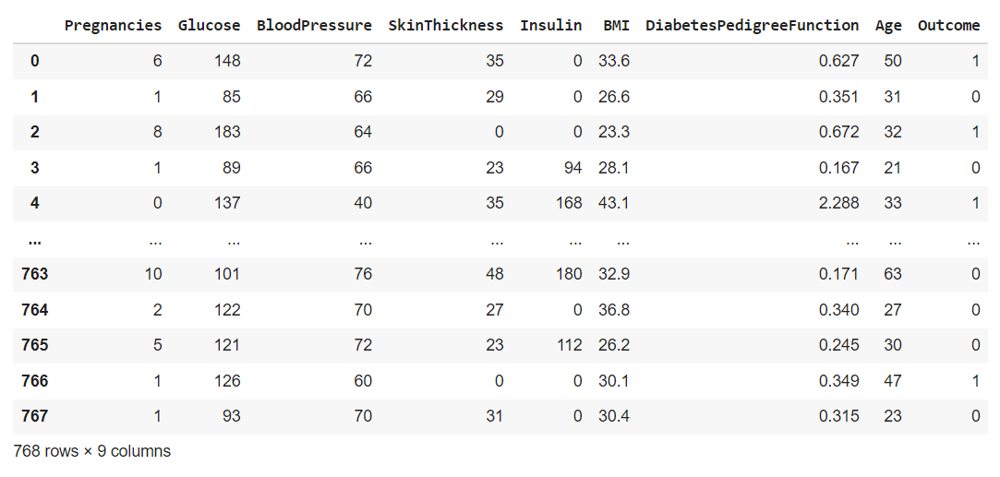 Pregnancies Glucose BloodPressure SkinThickness Insulin BMI DiabetesPedigreeFunction Age Outcome
0 6 148 72 35 0 33.6 0.627 50 1
1 1 85 66 29 0 26.6 0.351 31 0
2 8 183 64 0 0 23.3 0.672 32 1
3 1 89 66 23 94 28.1 0.167 21 0
4 0 137 40 35 168 43.1 2.288 33 1
... ... ... ... ... ... ... ... ... ...
763 10 101 76 48 180 32.9 0.171 63 0
764 2 122 70 27 0 36.8 0.340 27 0
765 5 121 72 23 112 26.2 0.245 30 0
766 1 126 60 0 0 30.1 0.349 47 1
767 1 93 70 31 0 30.4 0.315 23 0
768 rows × 9 columns